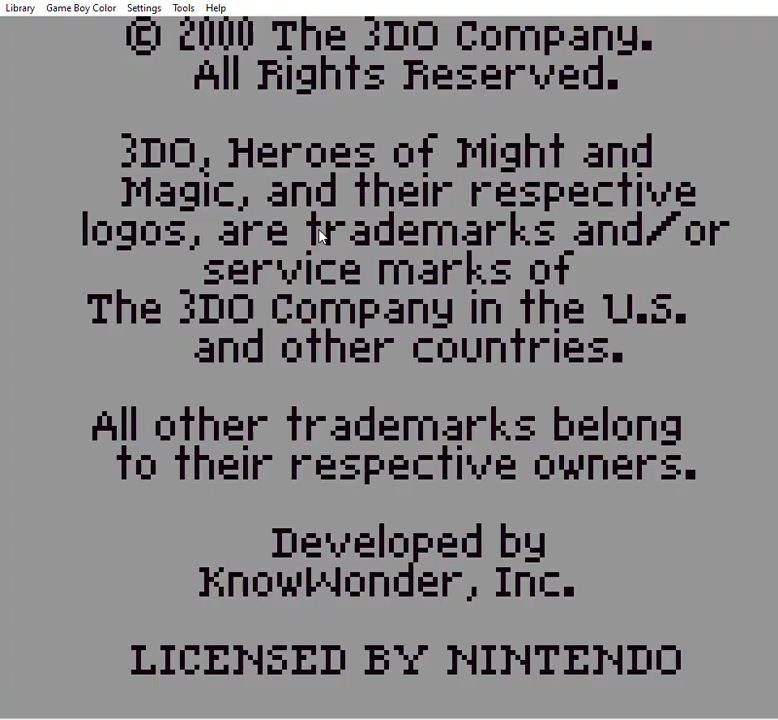 Library Game Boy Color Settings Tools Help
© 2000 The 3DO Company.
All Rights Reserved.
3DO, Heroes of Might and
Magic, and their respective
logos, are trademarks and/or
service marks of
The 3DO Company in the U.S.
and other countries.
All other trademarks belong
to their respective owners.
Developed by
KnowWonder, Inc.
LICENSED BY NINTENDO